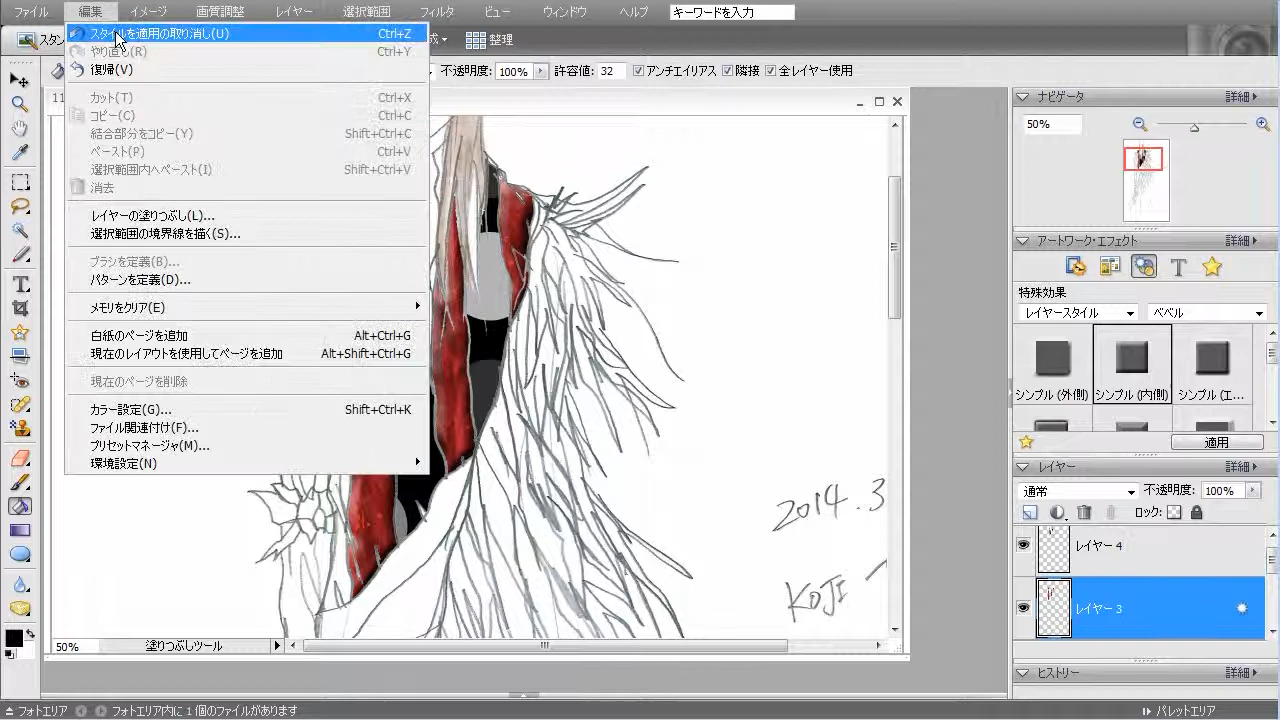 ファイル 編集 イメージ 画質調整 レイヤー 選択範囲 フィルタ ビュー ウィンドウ ヘルプ キーワードを入力
整理
不透明度: 100% 許容値: 32 アンチエイリアス 隣接 全レイヤー使用
スタイルを適用の取り消し(U) Ctrl+Z
やり直し(R) Ctrl+Y
復帰(V)
カット(T) Ctrl+X
コピー(C) Ctrl+C
結合部分をコピー(Y) Shift+Ctrl+C
ペースト(P) Ctrl+V
選択範囲内へペースト(I) Shift+Ctrl+V
消去
レイヤーの塗りつぶし(L)...
選択範囲の境界線を描く(S)...
ブラシを定義(B)...
パターンを定義(D)...
メモリをクリア(E)
白紙のページを追加 Alt+Ctrl+G
現在のレイアウトを使用してページを追加 Alt+Shift+Ctrl+G
現在のページを削除
カラー設定(G)... Shift+Ctrl+K
ファイル関連付け(F)...
プリセットマネージャ(M)...
環境設定(N)
2014.3
KOJI
50% 塗りつぶしツール
ナビゲータ 詳細
50%
アートワーク・エフェクト 詳細
特殊効果
レイヤースタイル ベベル
シンプル (外側) シンプル (内側) シンプル (エ...
適用
レイヤー 詳細
通常 不透明度: 100%
ロック:
レイヤー 4
レイヤー 3
ヒストリー 詳細
フォトエリア フォトエリア内に 1 個のファイルがあります パレットエリア